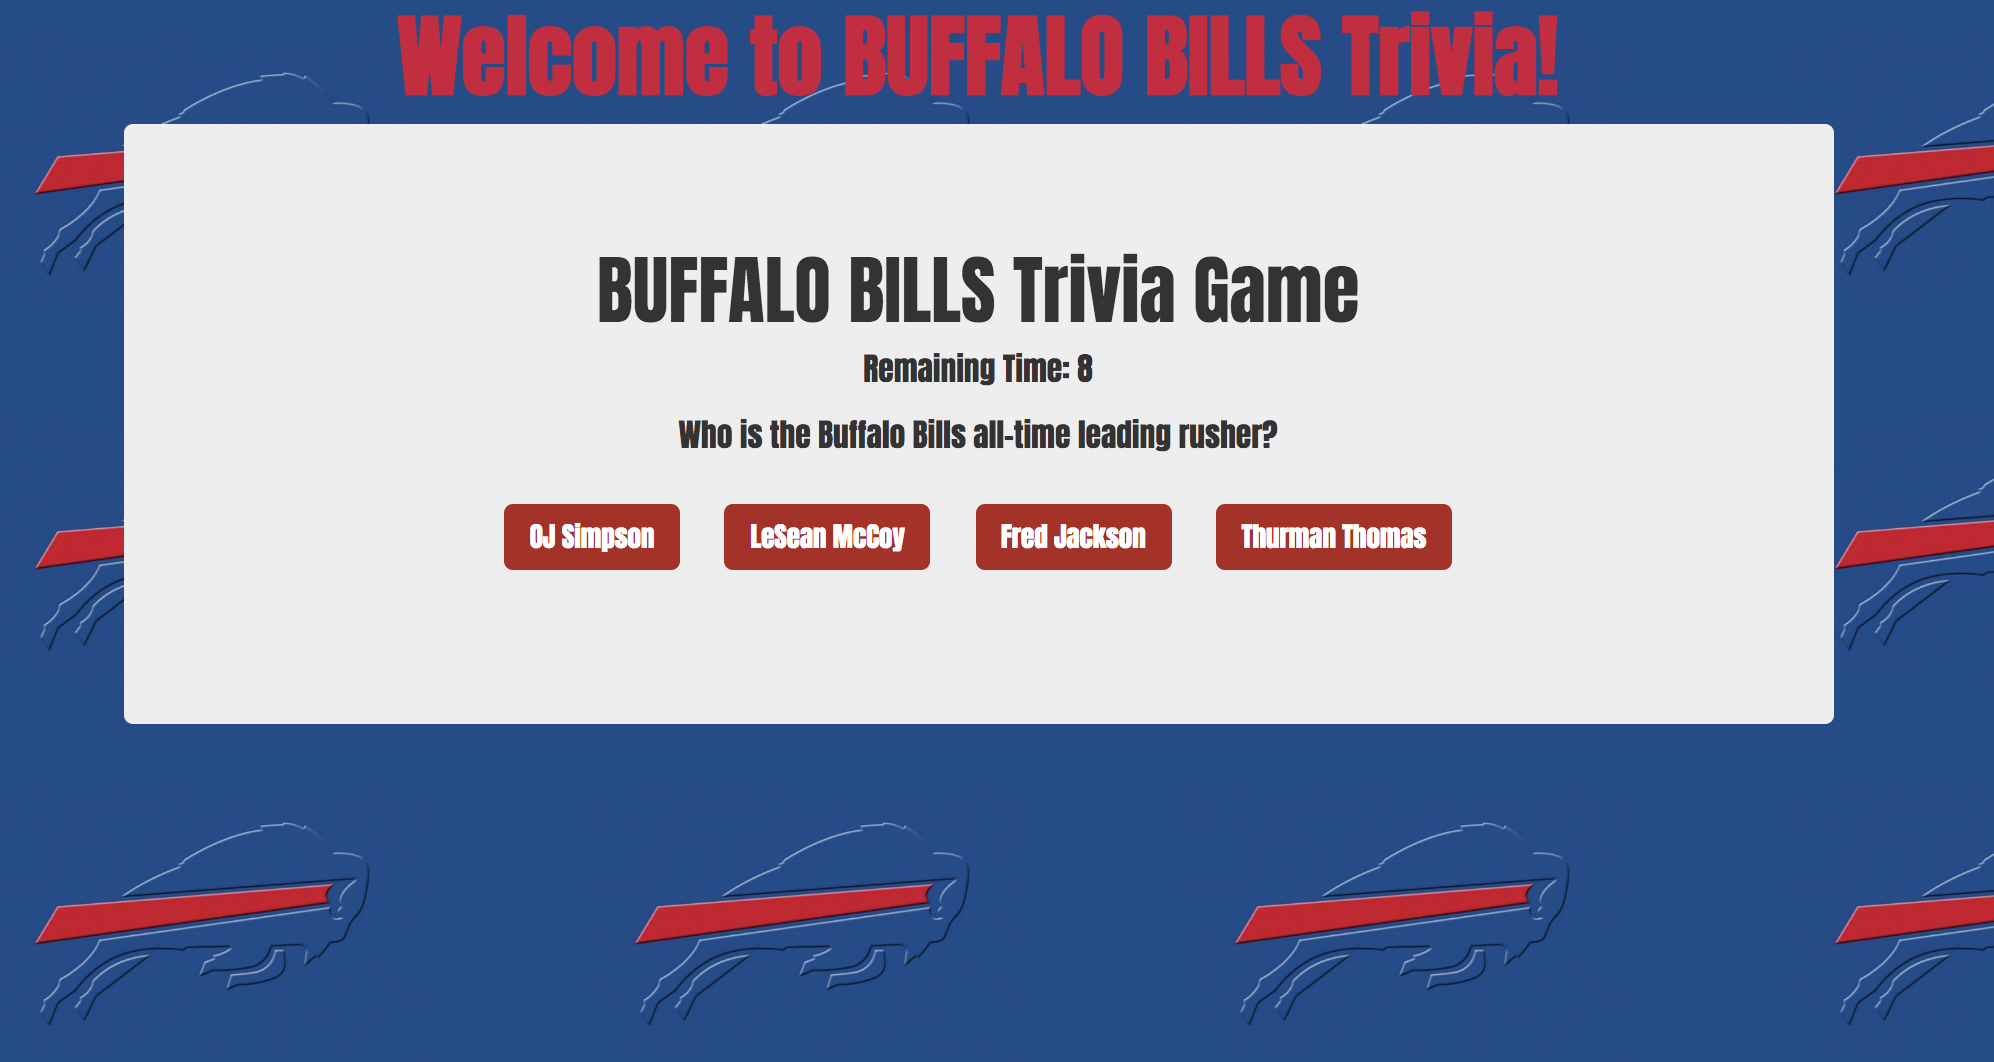 Welcome to BUFFALO BILLS Trivia!
BUFFALO BILLS Trivia Game
Remaining Time: 8
Who is the Buffalo Bills all-time leading rusher?
OJ Simpson LeSean McCoy Fred Jackson Thurman Thomas